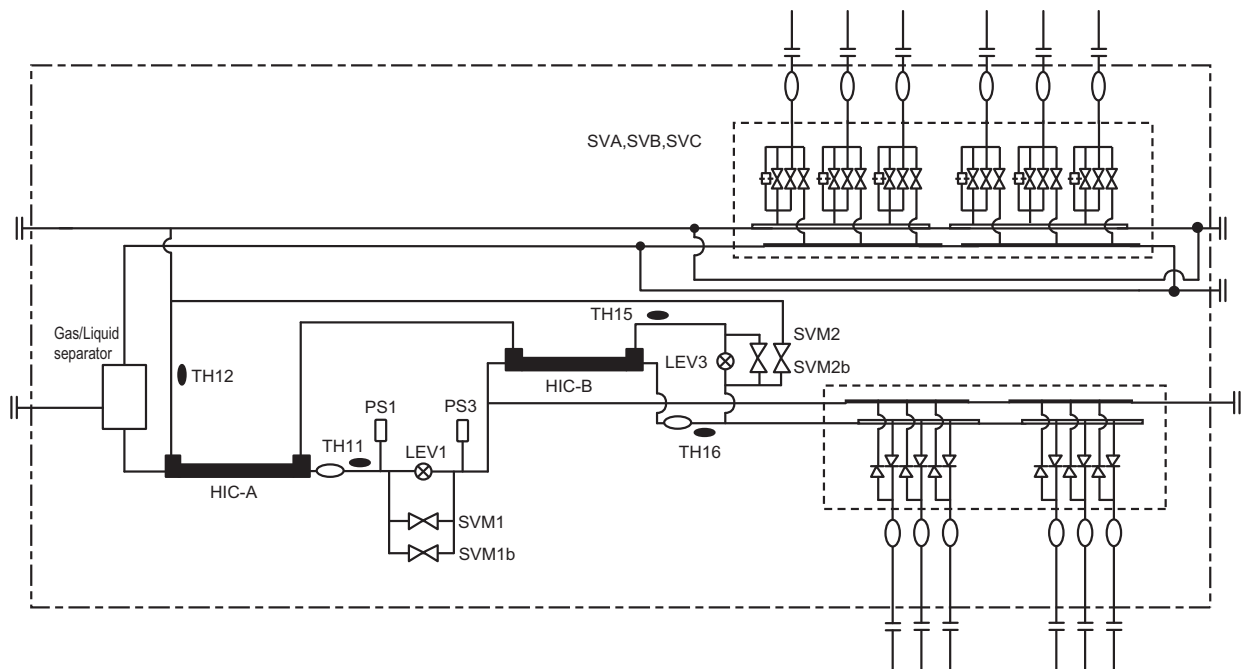 SVA,SVB,SVC
TH15
Gas/Liquid
separator
SVM2
LEV3
SVM2b
TH12
HIC-B
PS1
PS3
TH11
LEV1
TH16
HIC-A
SVM1
SVM1b